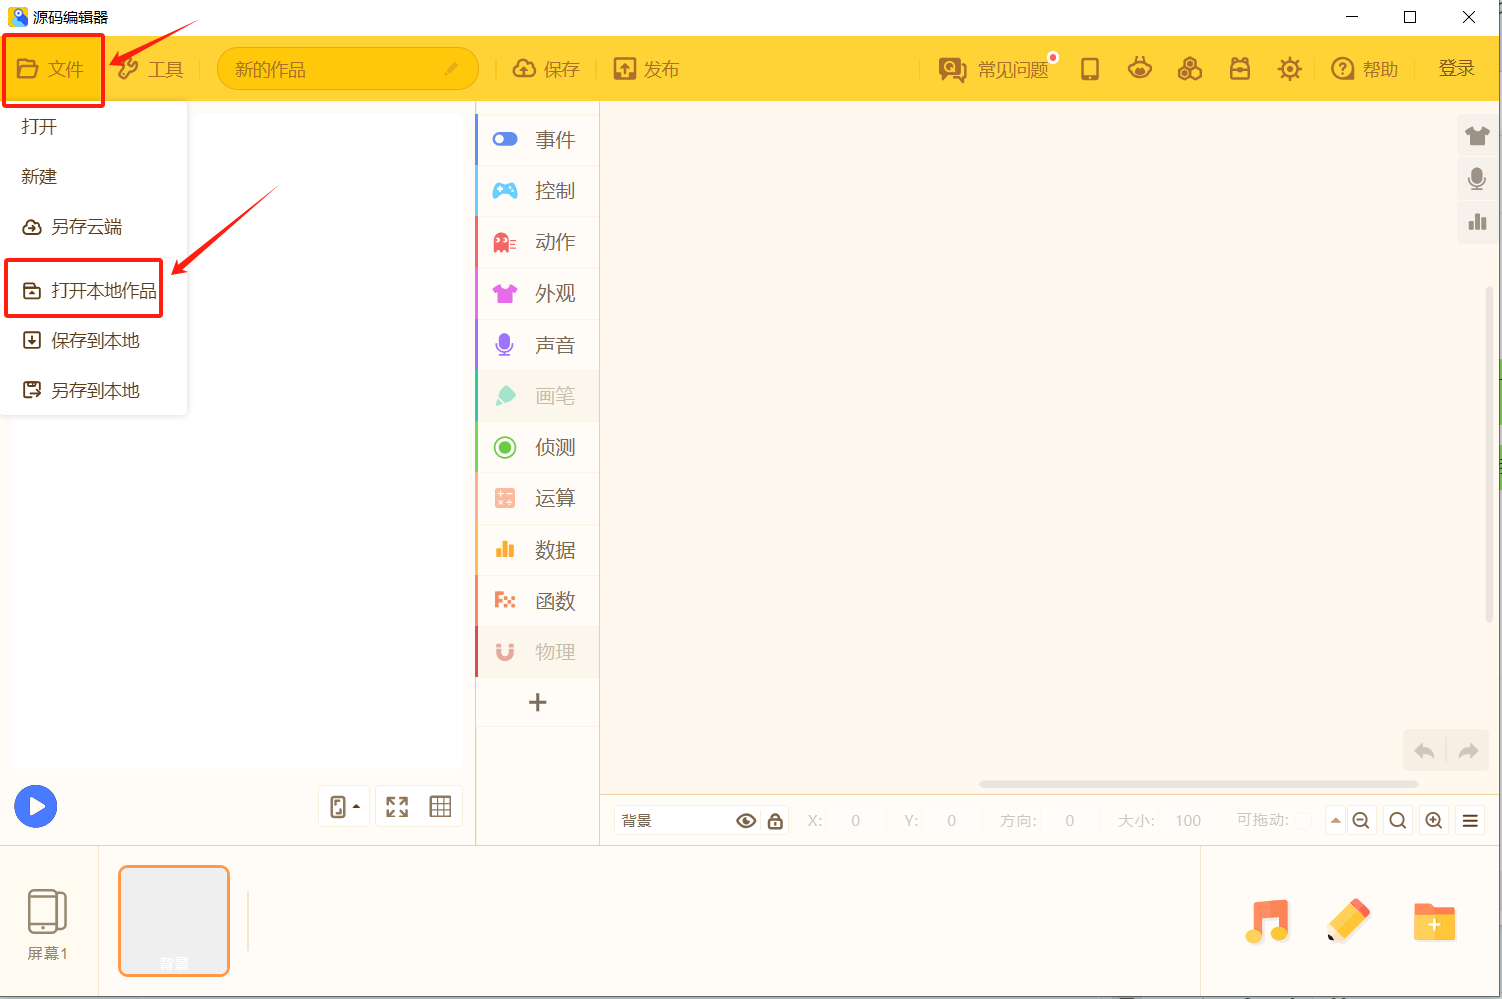 源码编辑器
文件
工具
新的作品
保存
发布
常见问题
帮助
登录
打开
新建
另存云端
打开本地作品
保存到本地
另存到本地
事件
控制
动作
外观
声音
画笔
侦测
运算
数据
函数
物理
背景
X: 0
Y: 0
方向: 0
大小: 100
可拖动:
屏幕1
背景